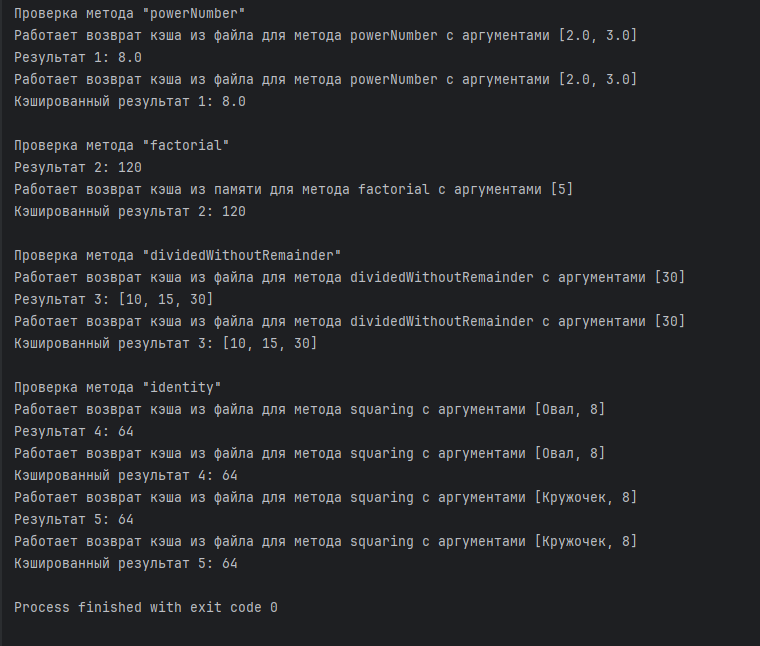 Проверка метода "powerNumber"
Работает возврат кэша из файла для метода powerNumber с аргументами [2.0, 3.0]
Результат 1: 8.0
Работает возврат кэша из файла для метода powerNumber с аргументами [2.0, 3.0]
Кэшированный результат 1: 8.0
Проверка метода "factorial"
Результат 2: 120
Работает возврат кэша из памяти для метода factorial с аргументами [5]
Кэшированный результат 2: 120
Проверка метода "dividedWithoutRemainder"
Работает возврат кэша из файла для метода dividedWithoutRemainder с аргументами [30]
Результат 3: [10, 15, 30]
Работает возврат кэша из файла для метода dividedWithoutRemainder с аргументами [30]
Кэшированный результат 3: [10, 15, 30]
Проверка метода "identity"
Работает возврат кэша из файла для метода squaring с аргументами [Овал, 8]
Результат 4: 64
Работает возврат кэша из файла для метода squaring с аргументами [Овал, 8]
Кэшированный результат 4: 64
Работает возврат кэша из файла для метода squaring с аргументами [Кружочек, 8]
Результат 5: 64
Работает возврат кэша из файла для метода squaring с аргументами [Кружочек, 8]
Кэшированный результат 5: 64
Process finished with exit code 0